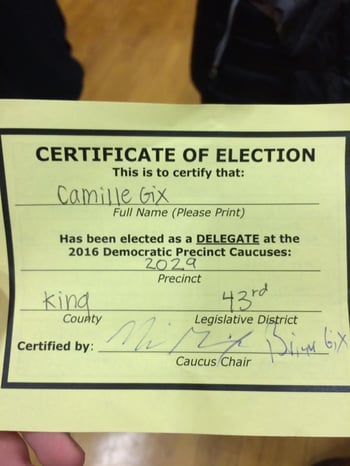 CERTIFICATE OF ELECTION
This is to certify that:
Camille Gix
Full Name (Please Print)
Has been elected as a DELEGATE at the
2016 Democratic Precinct Caucuses:
2029
Precinct
King 43rd
County Legislative District
Certified by: Gix
Caucus Chair